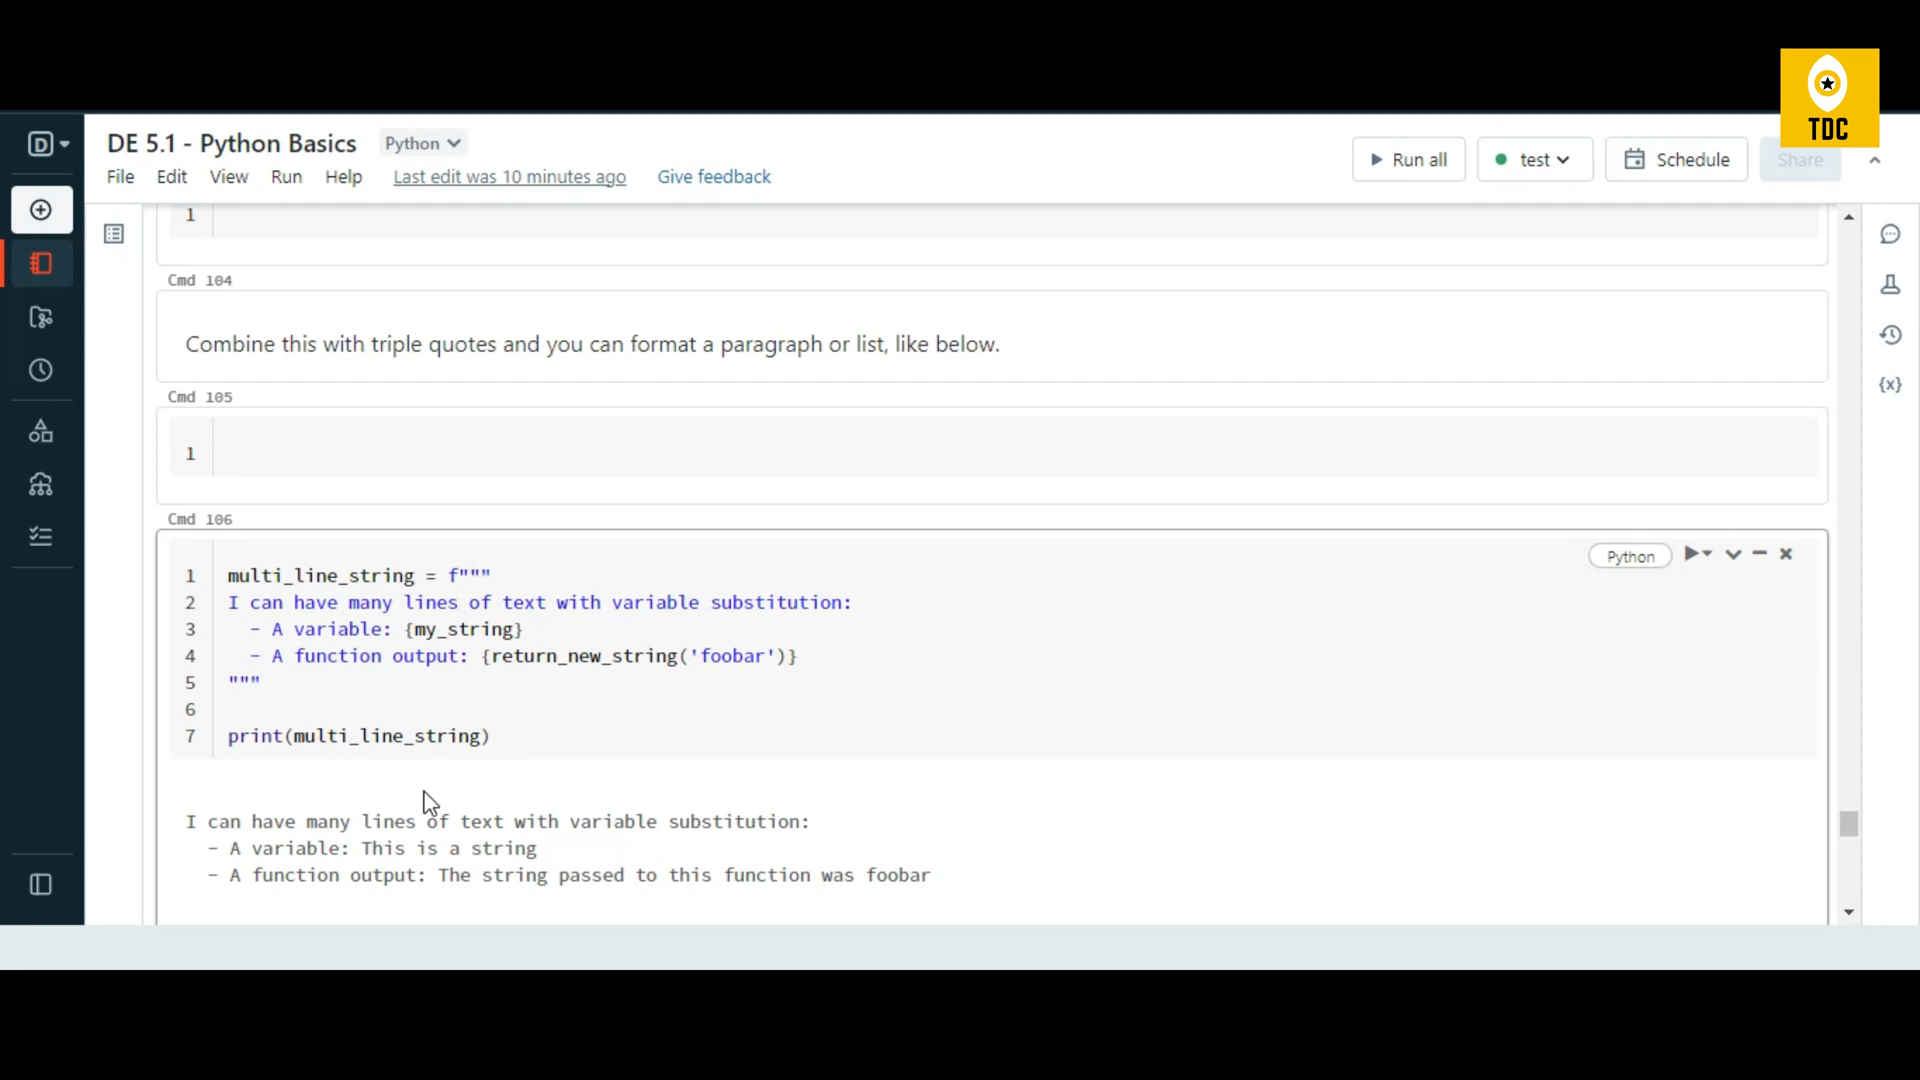 TDC
DE 5.1 - Python Basics Python
File Edit View Run Help Last edit was 10 minutes ago Give feedback
Run all test Schedule Share
1
Cmd 104
Combine this with triple quotes and you can format a paragraph or list, like below.
Cmd 105
1
Cmd 106
Python
1 multi_line_string = f"""
2 I can have many lines of text with variable substitution:
3   - A variable: {my_string}
4   - A function output: {return_new_string('foobar')}
5 """
6
7 print(multi_line_string)
I can have many lines of text with variable substitution:
  - A variable: This is a string
  - A function output: The string passed to this function was foobar
{x}